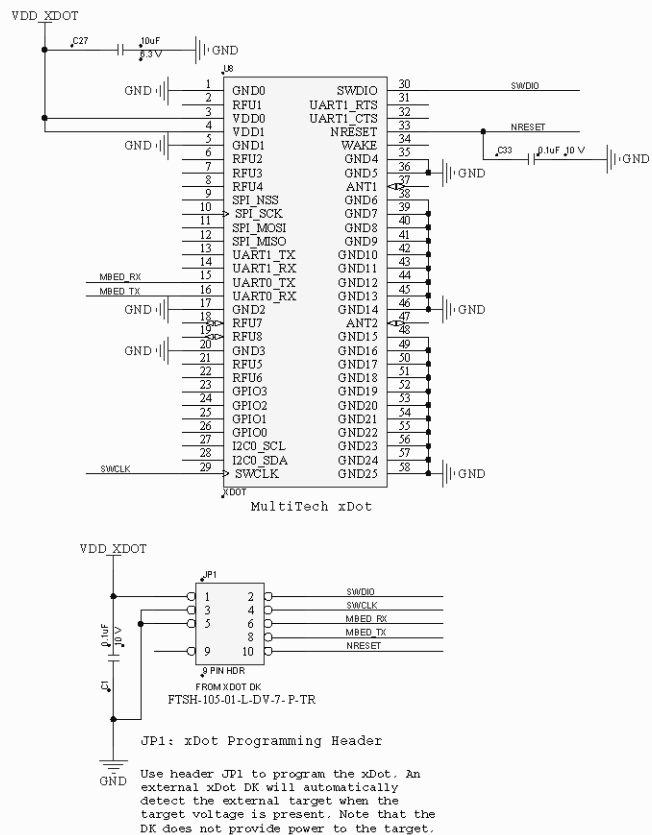 VDD_XDOT
C27 10uF GND
6.3 V
U8
GND 1 GND0 SWDIO 30 SWDIO
2 RFU1 UART1_RTS 31
3 VDD0 UART1_CTS 32
4 VDD1 NRESET 33 NRESET
GND 5 GND1 WAKE 34
C33 0.1uF 10 V GND
6 RFU2 GND4 35
7 RFU3 GND5 36 GND
8 RFU4 ANT1 37
9 SPI_NSS GND6 38
10 SPI_SCK GND7 39
11 SPI_MOSI GND8 40
12 SPI_MISO GND9 41
13 UART1_TX GND10 42
14 UART1_RX GND11 43
MBED_RX 15 UART0_TX GND12 44
MBED_TX 16 UART0_RX GND13 45
GND 17 GND2 GND14 46 GND
18 RFU7 ANT2 47
19 RFU8 GND15 48
GND 20 GND3 GND16 49
21 RFU5 GND17 50
22 RFU6 GND18 51
23 GPIO3 GND19 52
24 GPIO2 GND20 53
25 GPIO1 GND21 54
26 GPIO0 GND22 55
27 I2C0_SCL GND23 56
28 I2C0_SDA GND24 57
SWCLK 29 SWCLK GND25 58 GND
XDOT
MultiTech xDot
VDD_XDOT
JP1
1 2 SWDIO
3 4 SWCLK
5 6 MBED_RX
8 MBED_TX
9 10 NRESET
0.1uF
10 V
C1
9 PIN HDR
FROM XDOT DK
FTSH-105-01-L-DV-7-P-TR
JP1: xDot Programming Header
GND
Use header JP1 to program the xDot. An
external xDot DK will automatically
detect the external target when the
target voltage is present. Note that the
DK does not provide power to the target.